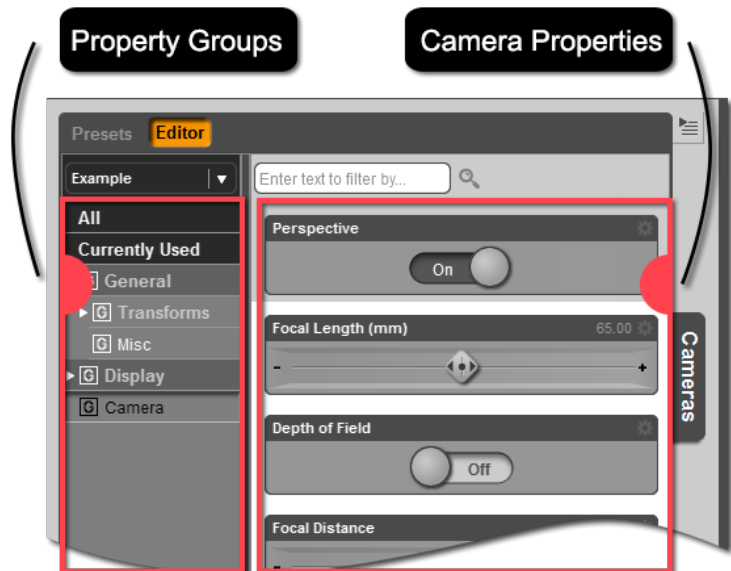 Property Groups
Camera Properties
Presets Editor
Example
Enter text to filter by...
All
Currently Used
G General
G Transforms
G Misc
G Display
G Camera
Perspective
On
Focal Length (mm) 65.00
- +
Depth of Field
Off
Focal Distance
-
Cameras